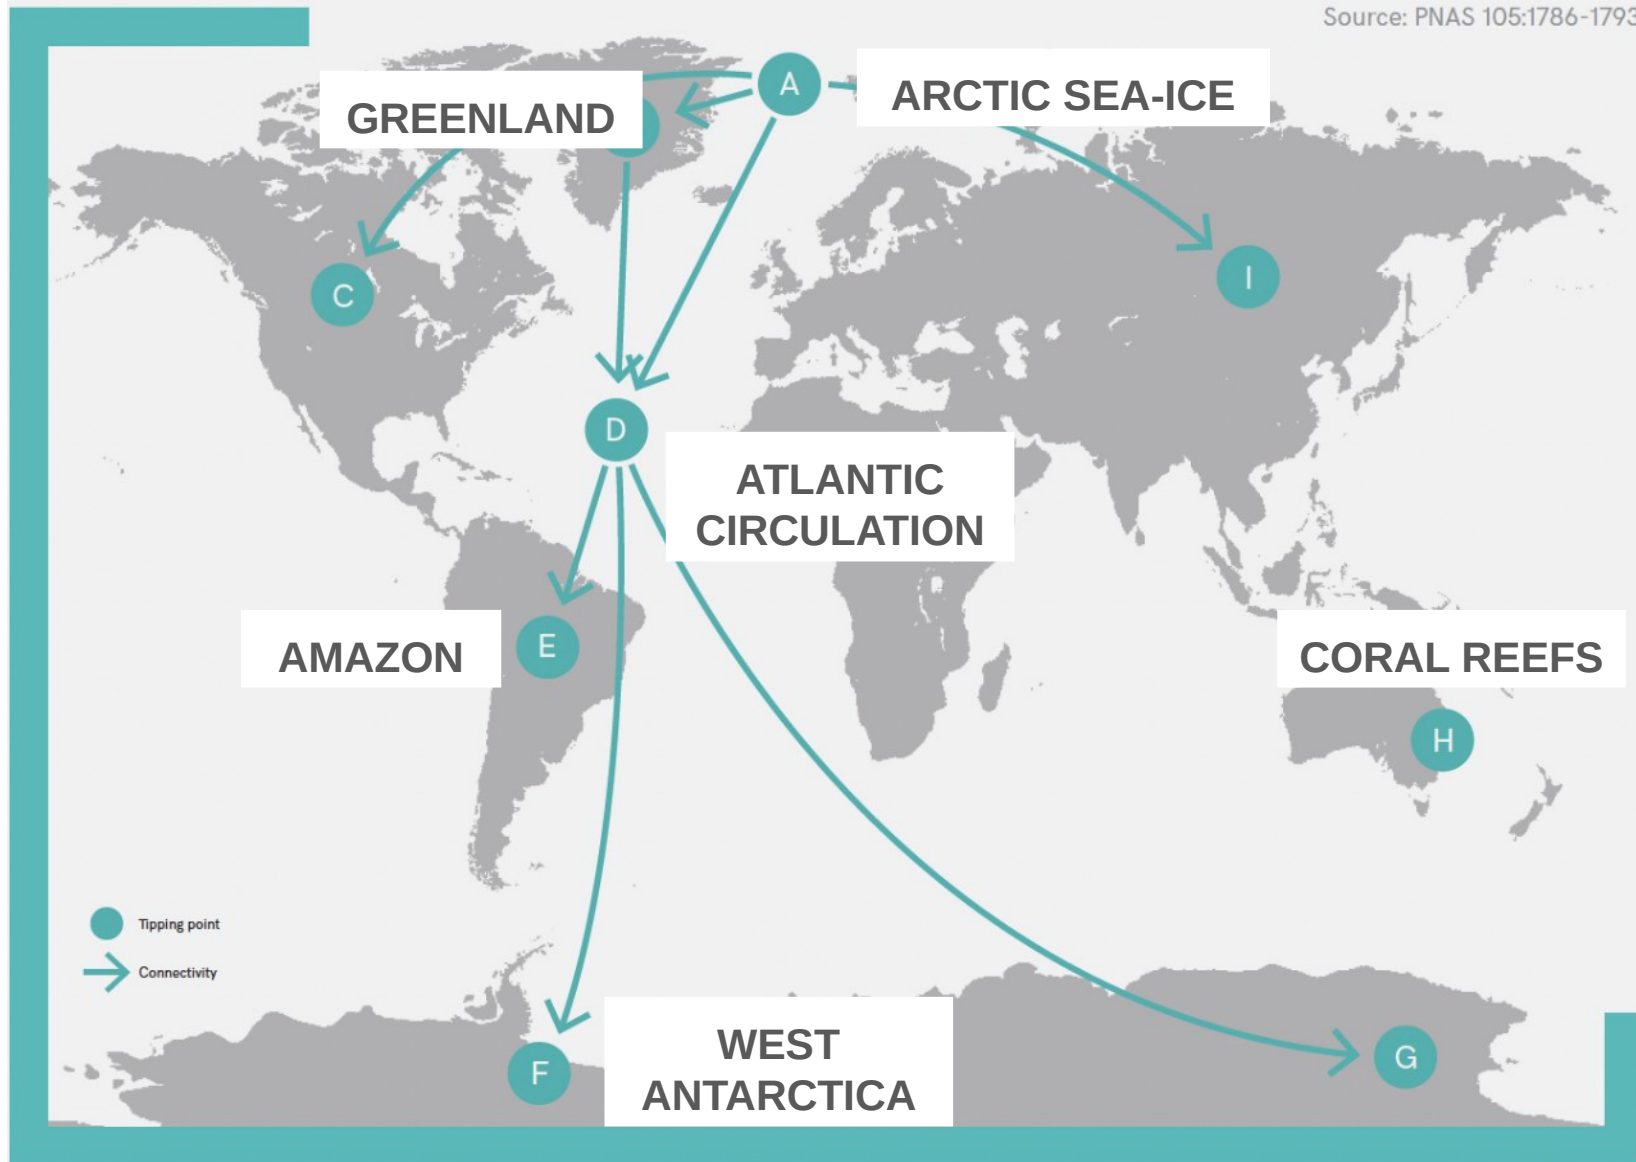 Source: PNAS 105:1786-1793
A
ARCTIC SEA-ICE
GREENLAND
C
I
D
ATLANTIC
CIRCULATION
AMAZON
E
CORAL REEFS
H
Tipping point
Connectivity
WEST
ANTARCTICA
F
G